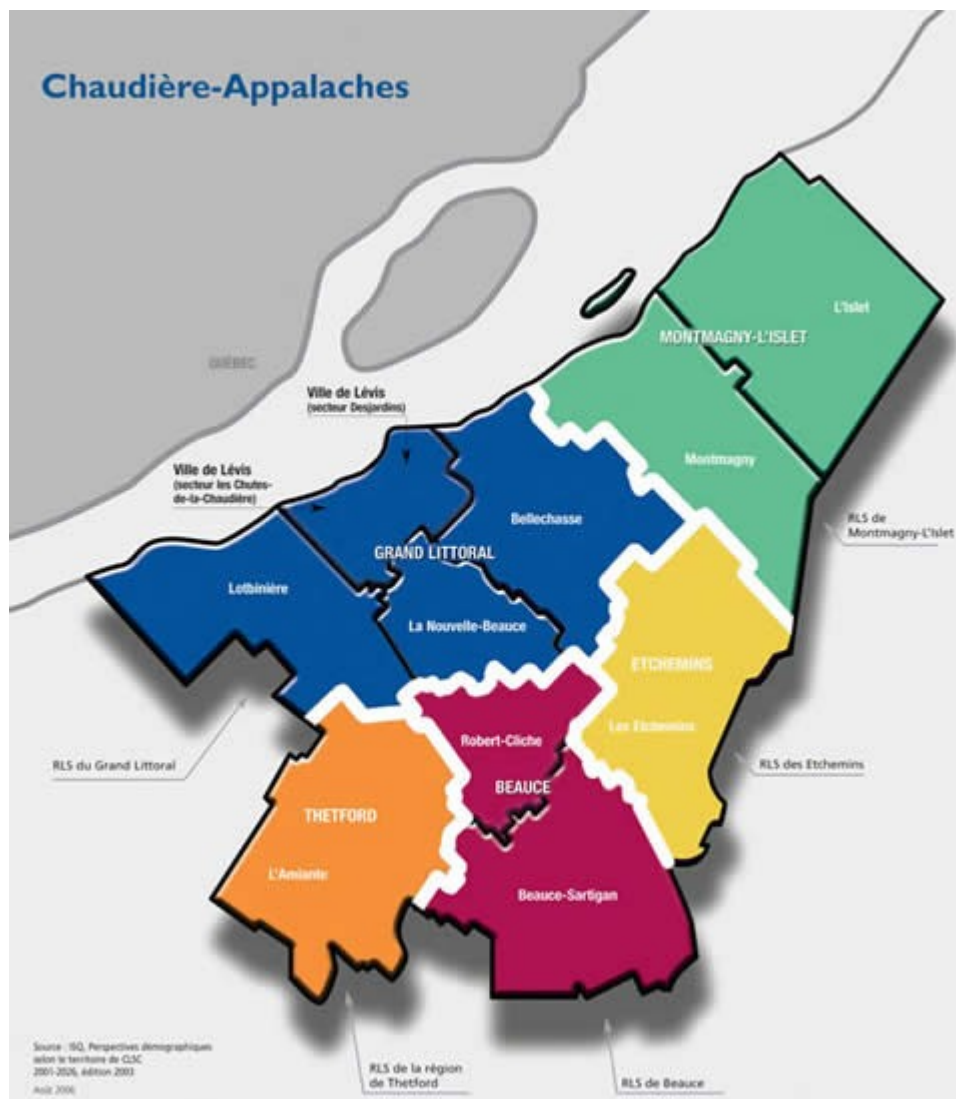 Chaudière-Appalaches
L'Islet
MONTMAGNY-L'ISLET
QUÉBEC
Ville de Lévis
(secteur Desjardins)
Montmagny
Ville de Lévis
(secteur les Chutes-
de-la-Chaudière)
Bellechasse
RLS de
Montmagny-L'Islet
GRAND LITTORAL
Lotbinière
La Nouvelle-Beauce
ETCHEMINS
Les Etchemins
Robert-Cliche
RLS du Grand Littoral
RLS des Etchemins
BEAUCE
THETFORD
L'Amiante
Beauce-Sartigan
Source : ISQ, Perspectives démographiques
selon le territoire de CLSC
2001-2026, édition 2003
Août 2006
RLS de la région
de Thetford
RLS de Beauce